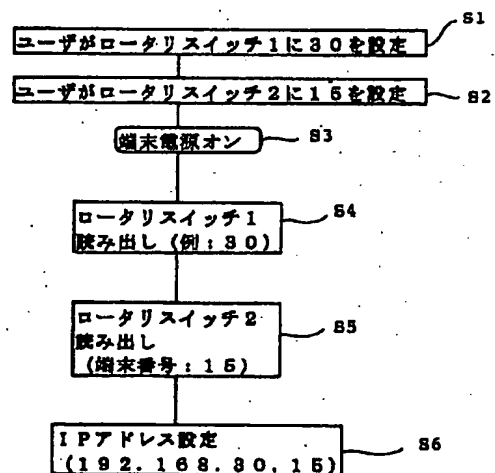 ユーザがロータリスイッチ1に30を設定
S1
ユーザがロータリスイッチ2に15を設定
S2
端末電源オン
S3
ロータリスイッチ1
読み出し(例:30)
S4
ロータリスイッチ2
読み出し
(端末番号:15)
S5
IPアドレス設定
(192.168.30.15)
S6